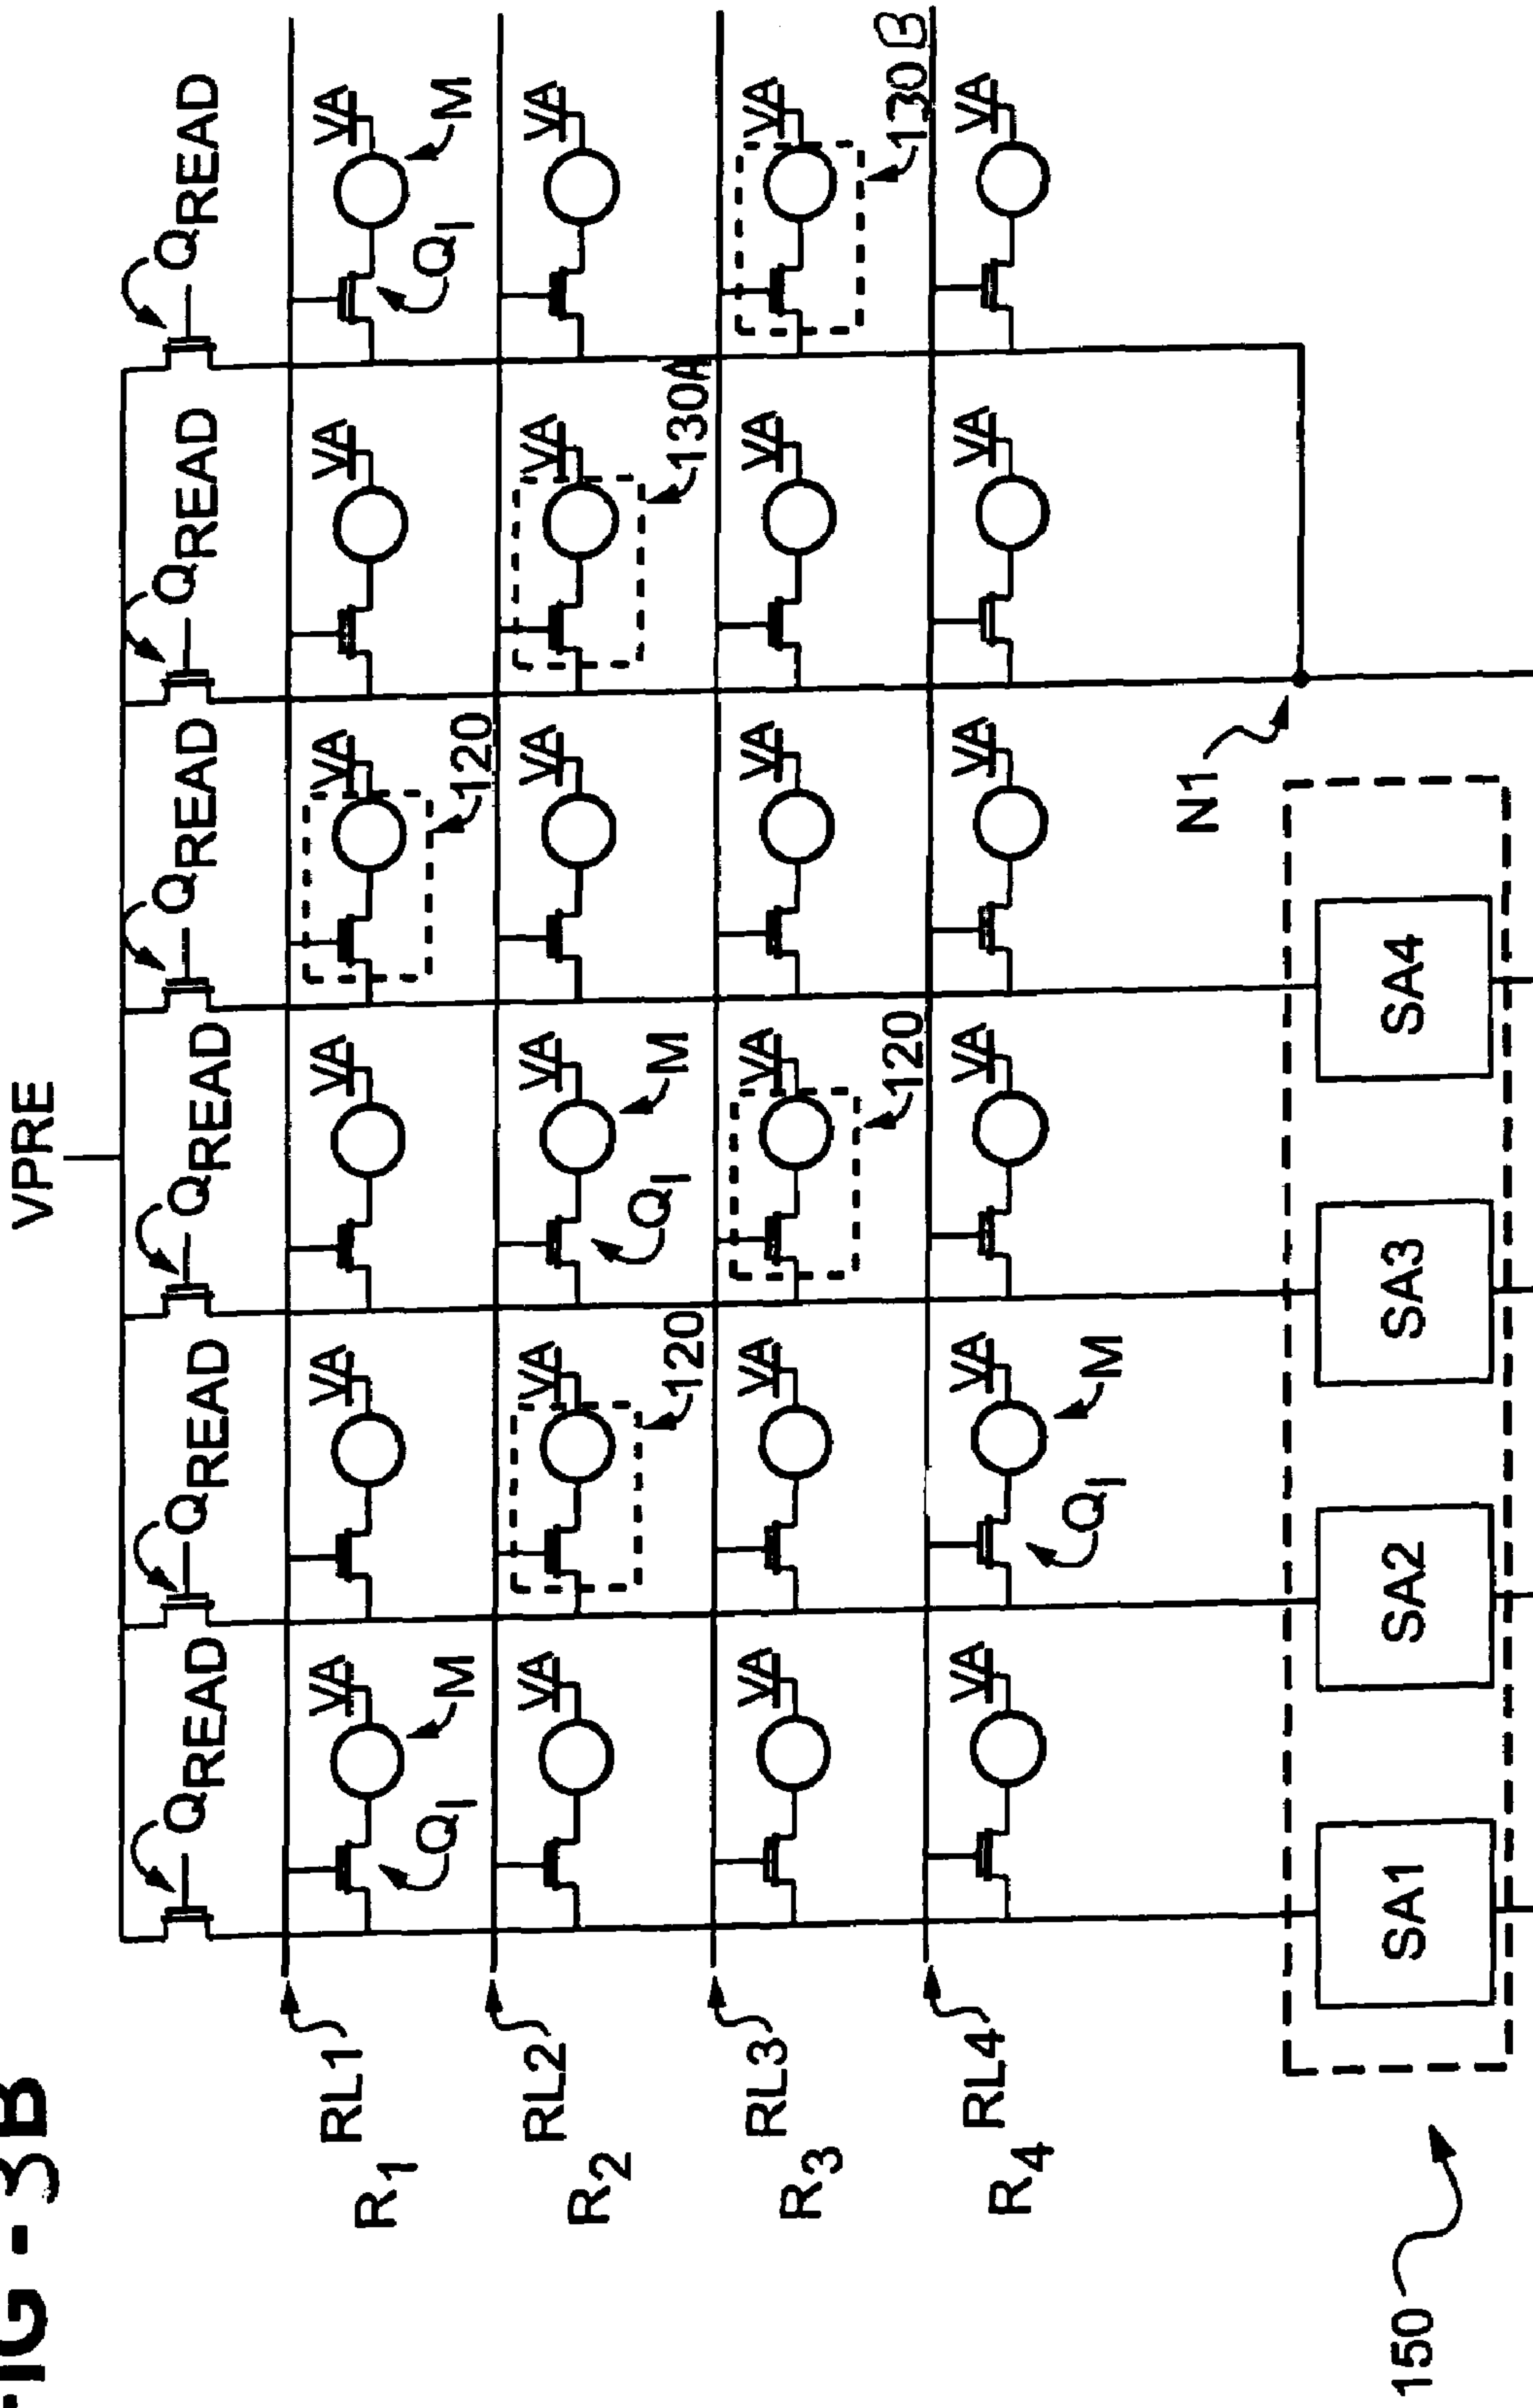 FIG - 3B
VPRE
QREAD QREAD QREAD QREAD QREAD QREAD
RL1 VA VA VA VA VA VA
R1 QI M 120 QI M
RL2 VA VA VA VA VA VA
R2 120 QI M 130A
RL3 VA VA VA VA VA VA
R3 120 130B
RL4 VA VA VA VA VA VA
R4 QI M
N1
150 SA1 SA2 SA3 SA4